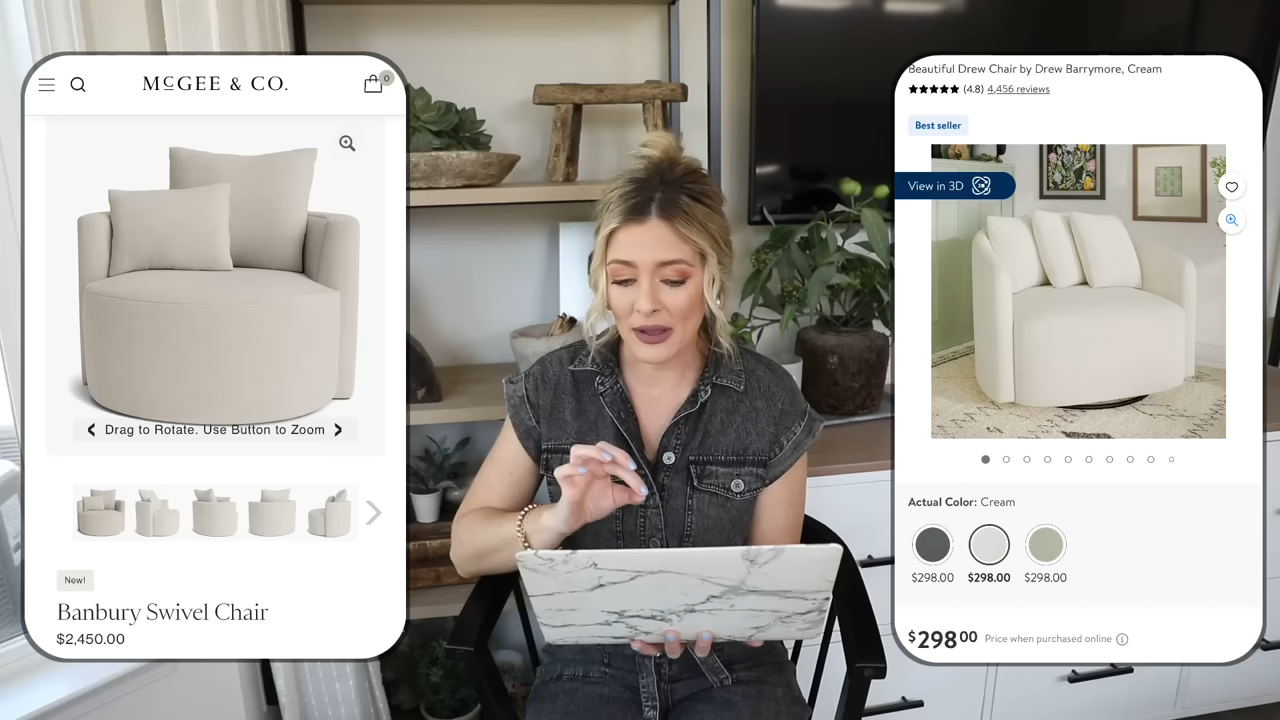 McGEE & CO.
0
Drag to Rotate. Use Button to Zoom
New!
Banbury Swivel Chair
$2,450.00
Beautiful Drew Chair by Drew Barrymore, Cream
(4.8) 4,456 reviews
Best seller
View in 3D
Actual Color: Cream
$298.00 $298.00 $298.00
$298 00 Price when purchased online